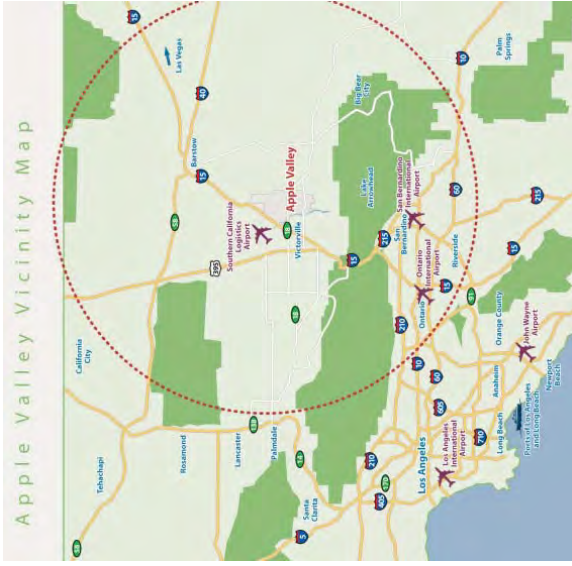 Apple Valley Vicinity Map
15
Las Vegas
40
Barstow
15
58
Southern California
Logistics
Airport
18
Apple Valley
Victorville
395
California
City
Tehachapi
58
Rosamond
Lancaster
138
Palmdale
14
18
Santa
Clarita
5
Big Bear
City
Lake
Arrowhead
15
215
San
Bernardino
San Bernardino
International
Airport
10
Palm
Springs
60
215
Riverside
15
Ontario
International
Airport
Ontario
15
91
210
10
60
605
Orange County
John Wayne
Airport
Newport
Beach
Anaheim
Long Beach
Ports of Los Angeles
and Long Beach
710
Los Angeles
Los Angeles
International
Airport
210
170
405